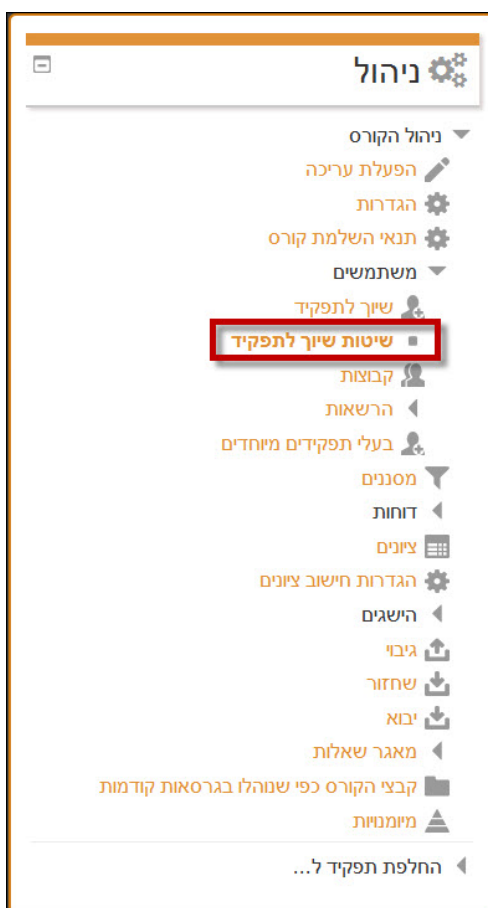 ניהול
ניהול הקורס
הפעלת עריכה
הגדרות
תנאי השלמת קורס
משתמשים
שיוך לתפקיד
שיטות שיוך לתפקיד
קבוצות
הרשאות
בעלי תפקידים מיוחדים
מסננים
דוחות
ציונים
הגדרות חישוב ציונים
הישגים
גיבוי
שחזור
יבוא
מאגר שאלות
קבצי הקורס כפי שנוהלו בגרסאות קודמות
מיומנויות
החלפת תפקיד ל...